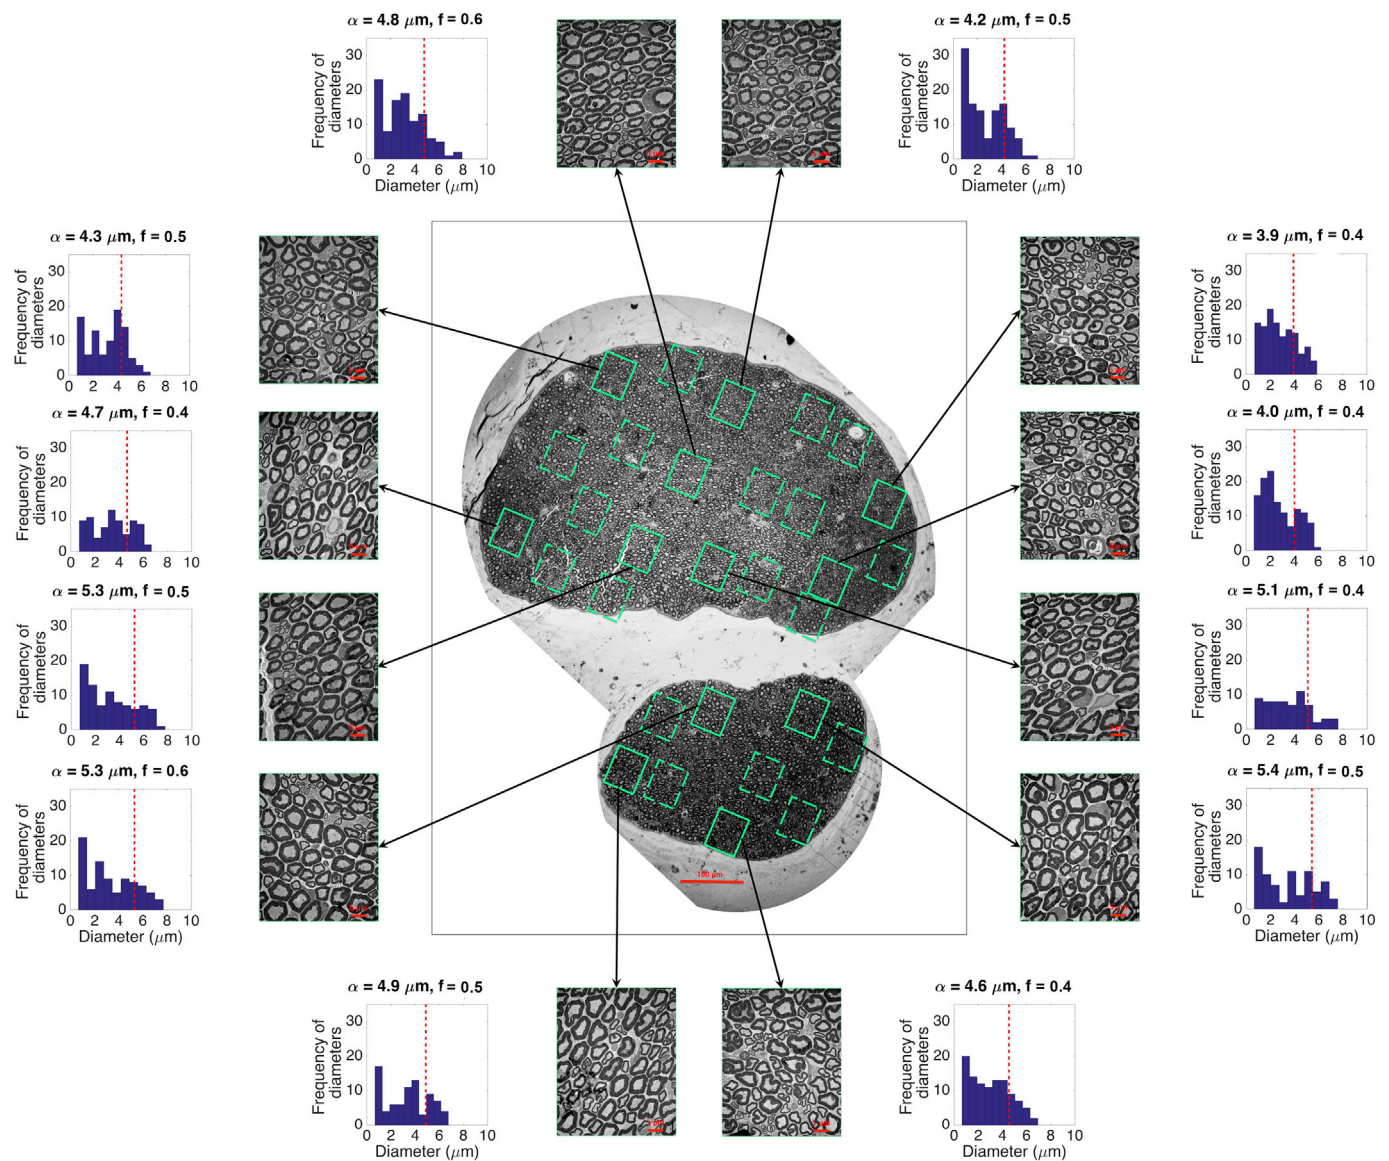 α = 4.8 μm, f = 0.6
Frequency of
diameters
30
20
10
0
0 2 4 6 8 10
Diameter (μm)
α = 4.2 μm, f = 0.5
Frequency of
diameters
30
20
10
0
0 2 4 6 8 10
Diameter (μm)
α = 4.3 μm, f = 0.5
Frequency of
diameters
30
20
10
0
0 2 4 6 8 10
α = 3.9 μm, f = 0.4
Frequency of
diameters
30
20
10
0
0 2 4 6 8 10
α = 4.7 μm, f = 0.4
Frequency of
diameters
30
20
10
0
0 2 4 6 8 10
α = 4.0 μm, f = 0.4
Frequency of
diameters
30
20
10
0
0 2 4 6 8 10
α = 5.3 μm, f = 0.5
Frequency of
diameters
30
20
10
0
0 2 4 6 8 10
α = 5.1 μm, f = 0.4
Frequency of
diameters
30
20
10
0
0 2 4 6 8 10
α = 5.3 μm, f = 0.6
Frequency of
diameters
30
20
10
0
0 2 4 6 8 10
Diameter (μm)
α = 5.4 μm, f = 0.5
Frequency of
diameters
30
20
10
0
0 2 4 6 8 10
Diameter (μm)
100 μm
α = 4.9 μm, f = 0.5
Frequency of
diameters
30
20
10
0
0 2 4 6 8 10
Diameter (μm)
α = 4.6 μm, f = 0.4
Frequency of
diameters
30
20
10
0
0 2 4 6 8 10
Diameter (μm)